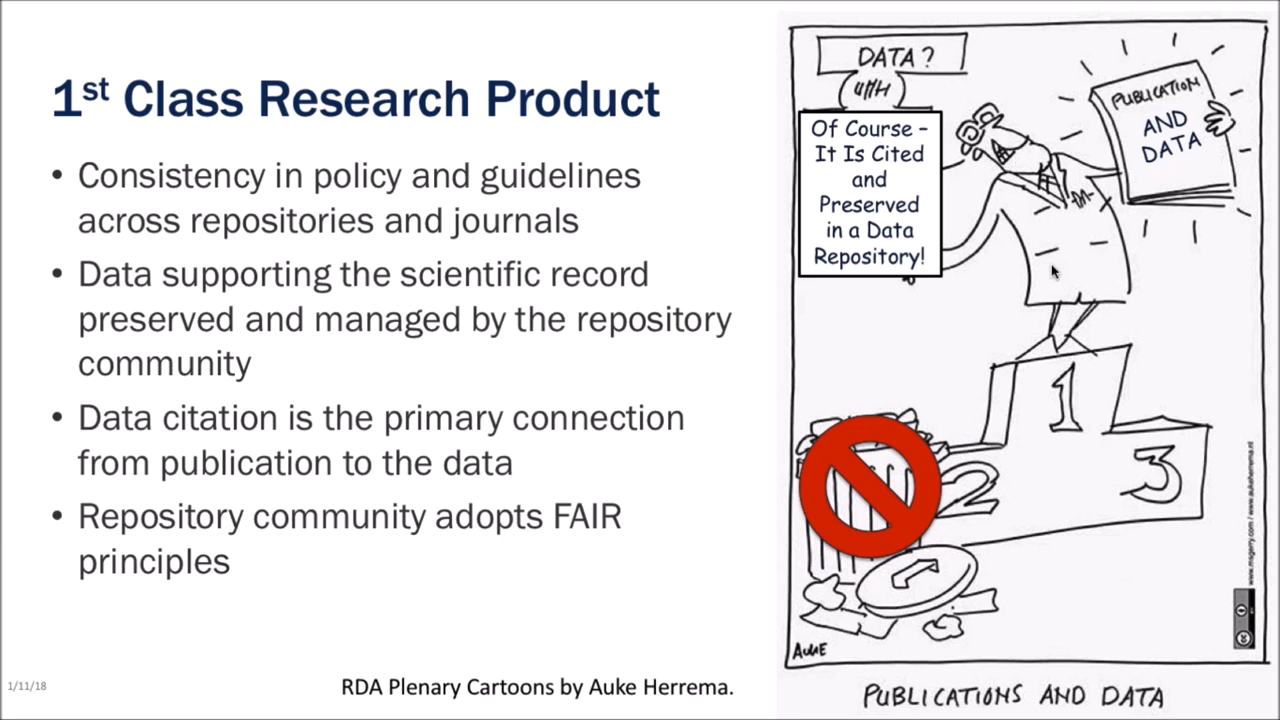 1st Class Research Product
• Consistency in policy and guidelines
across repositories and journals
• Data supporting the scientific record
preserved and managed by the repository
community
• Data citation is the primary connection
from publication to the data
• Repository community adopts FAIR
principles
1/11/18
RDA Plenary Cartoons by Auke Herrema.
DATA?
Of Course –
It Is Cited
and
Preserved
in a Data
Repository!
PUBLICATION
AND
DATA
1
2
3
AUKE
PUBLICATIONS AND DATA